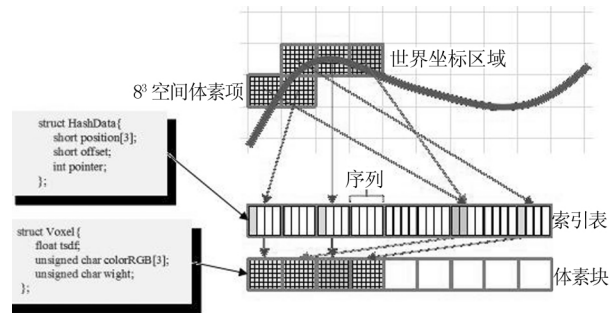 世界坐标区域
8³空间体素项
struct HashData{
short position[3];
short offset;
int pointer;
};
序列
索引表
struct Voxel{
float tsdf;
unsigned char colorRGB[3];
unsigned char wight;
};
体素块